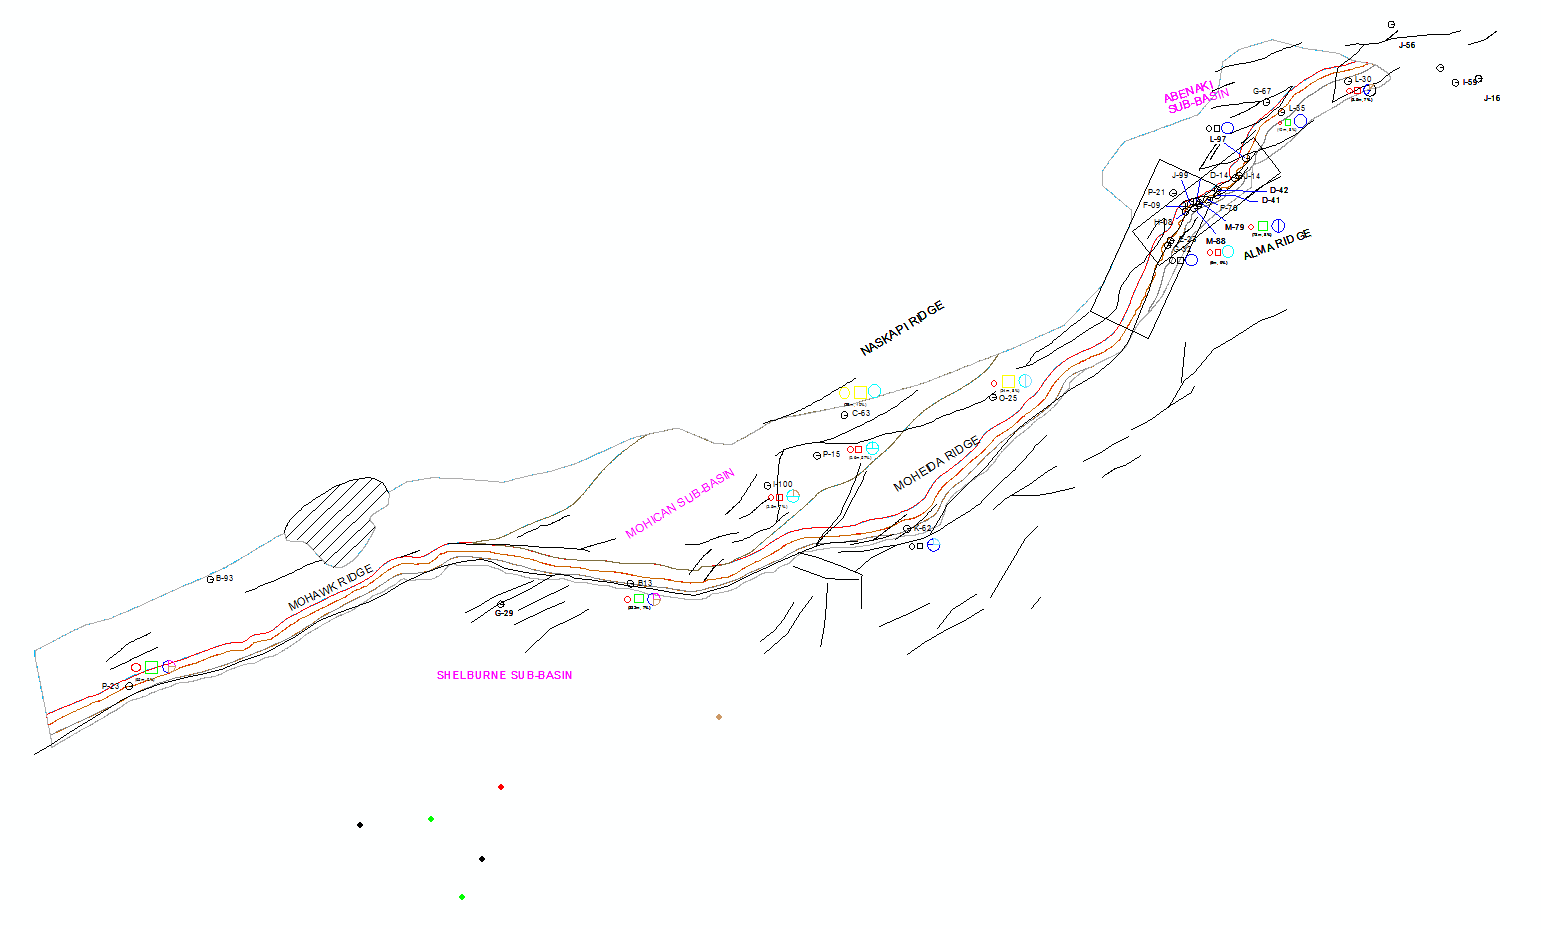 J-56
L-30
I-59
J-16
ABENAKI
SUB-BASIN
G-67
L-35
L-97
J-99
D-14
J-14
P-21
D-42
D-41
F-09
H-08
M-79
M-88
ALMA RIDGE
NASKAPI RIDGE
O-25
C-63
P-15
MOHEIDA RIDGE
I-100
MOHICAN SUB-BASIN
K-62
B-93
MOHAWK RIDGE
B13
G-29
P-23
SHELBURNE SUB-BASIN